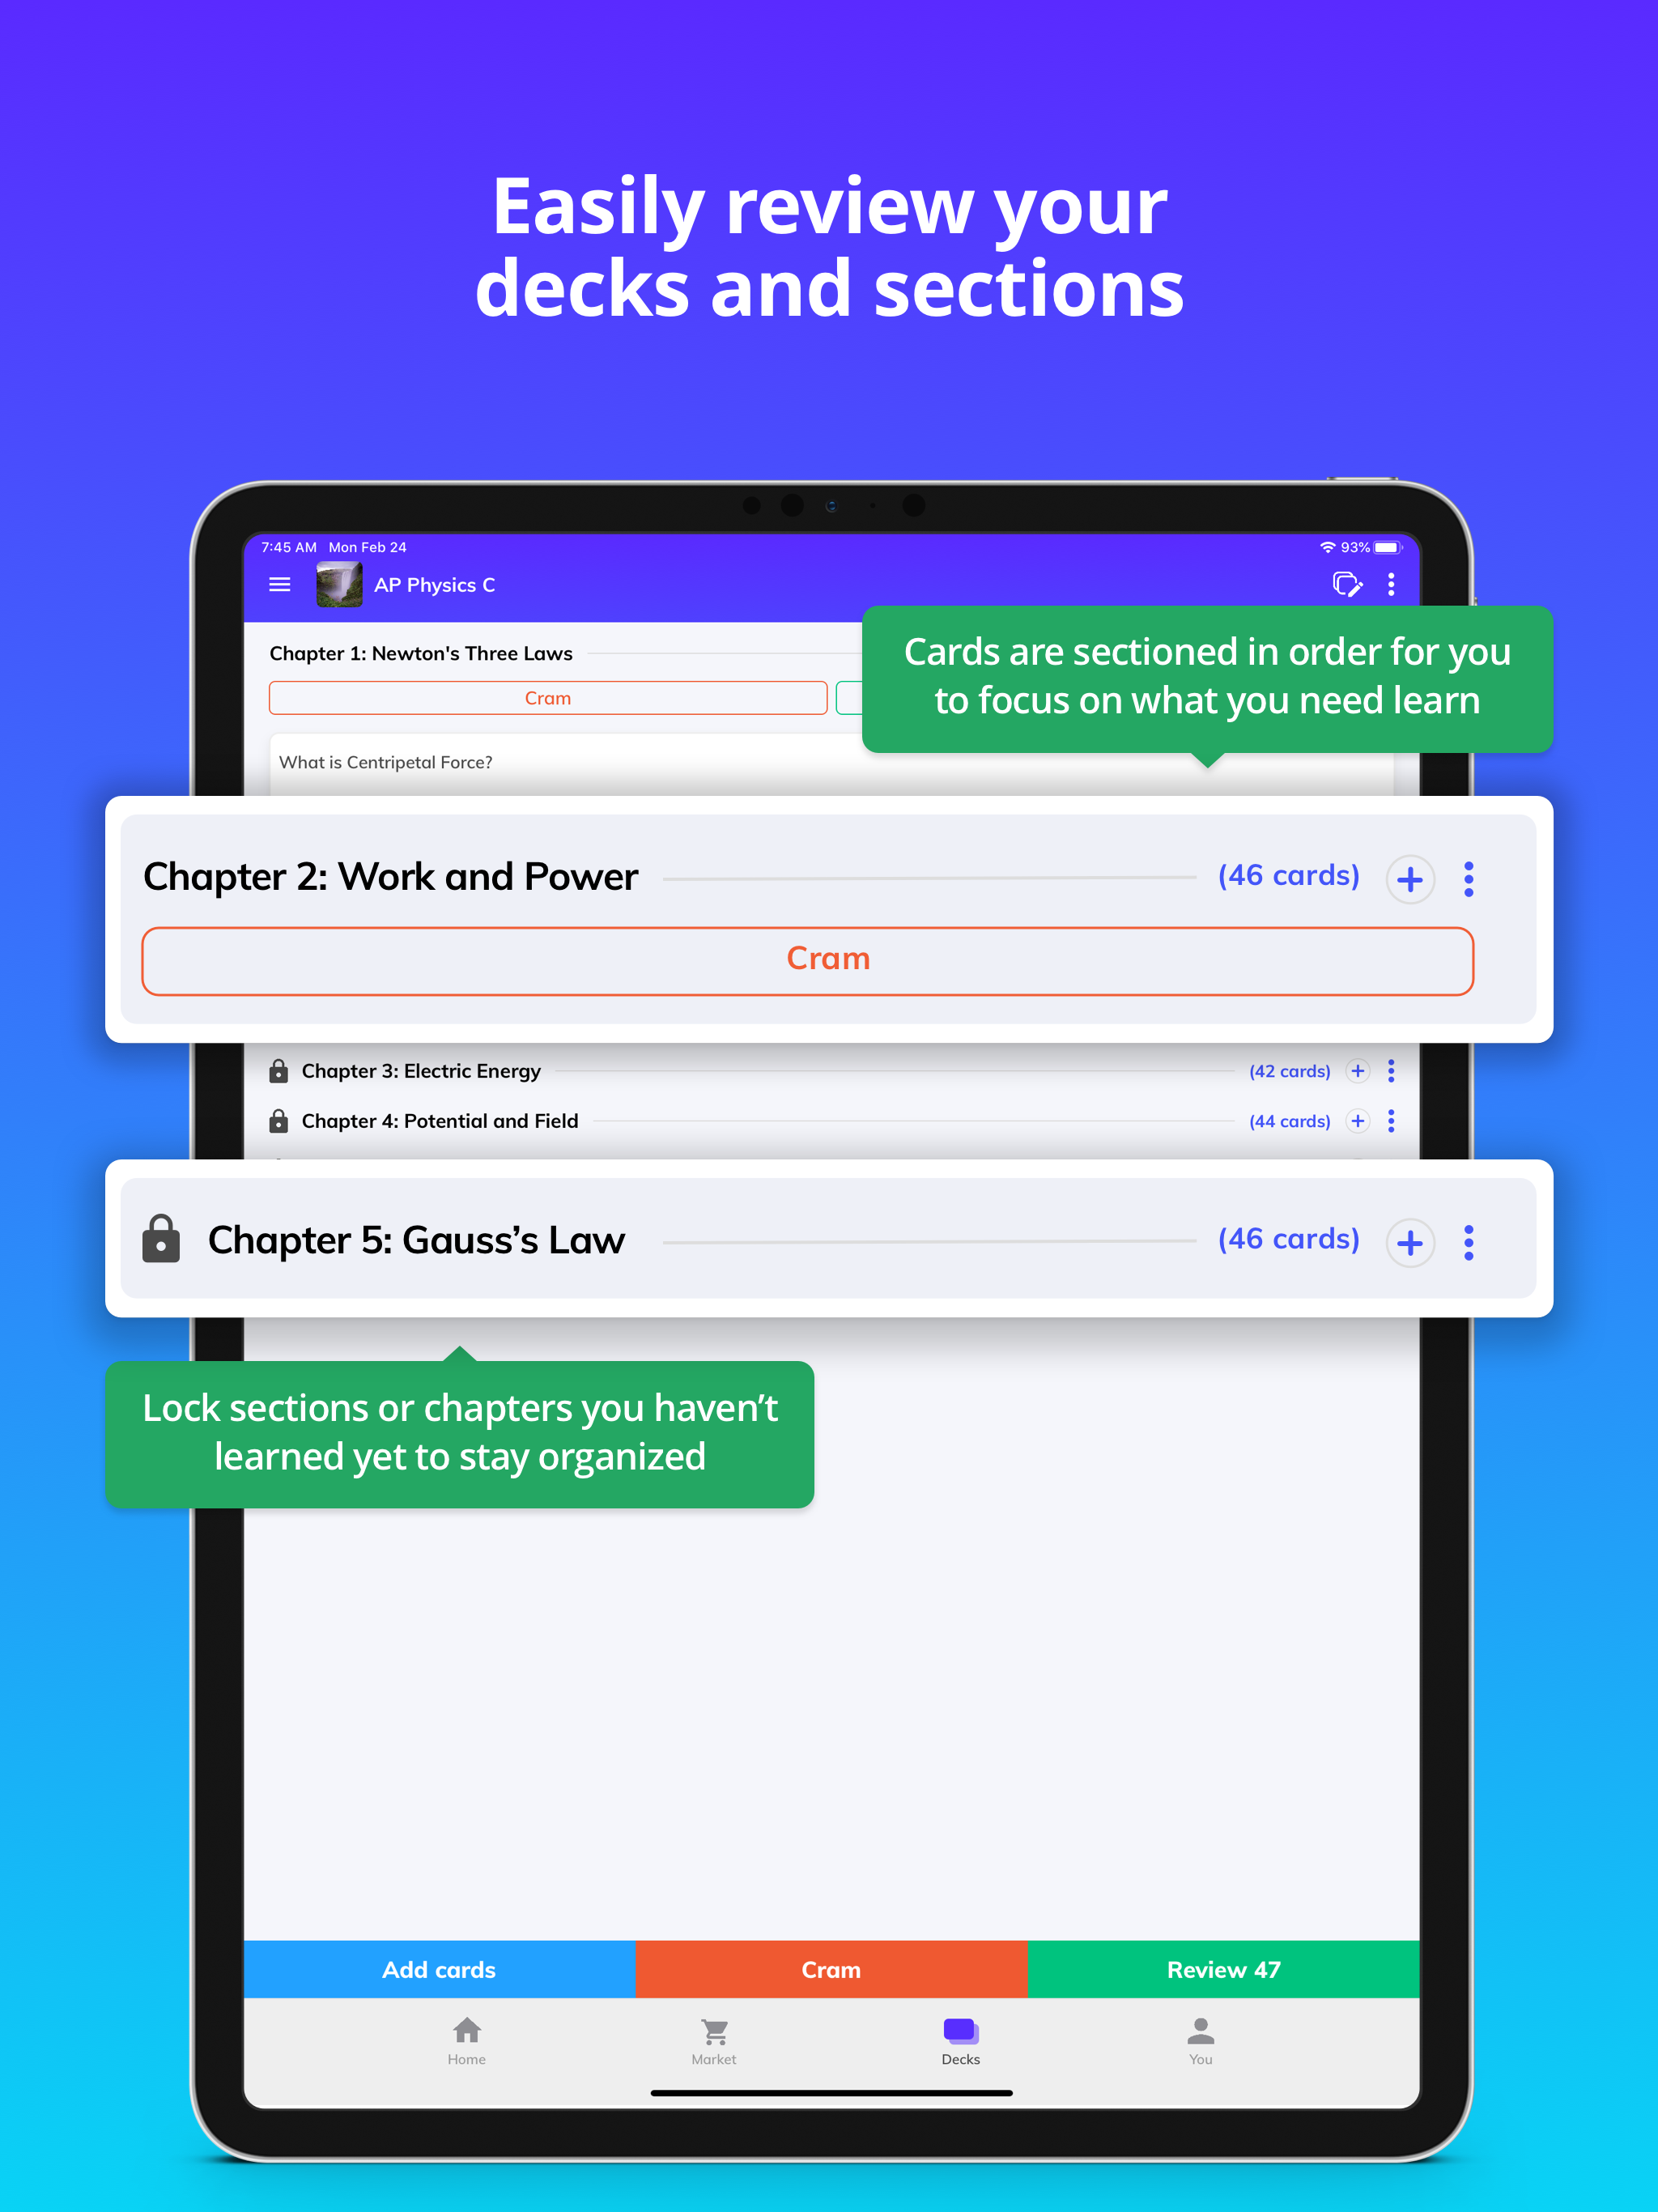 Easily review your
decks and sections
7:45 AM Mon Feb 24
93%
AP Physics C
Cards are sectioned in order for you
to focus on what you need learn
Chapter 1: Newton's Three Laws
Cram
What is Centripetal Force?
Chapter 2: Work and Power (46 cards)
Cram
Chapter 3: Electric Energy (42 cards)
Chapter 4: Potential and Field (44 cards)
Chapter 5: Gauss’s Law (46 cards)
Lock sections or chapters you haven’t
learned yet to stay organized
Add cards Cram Review 47
Home Market Decks You